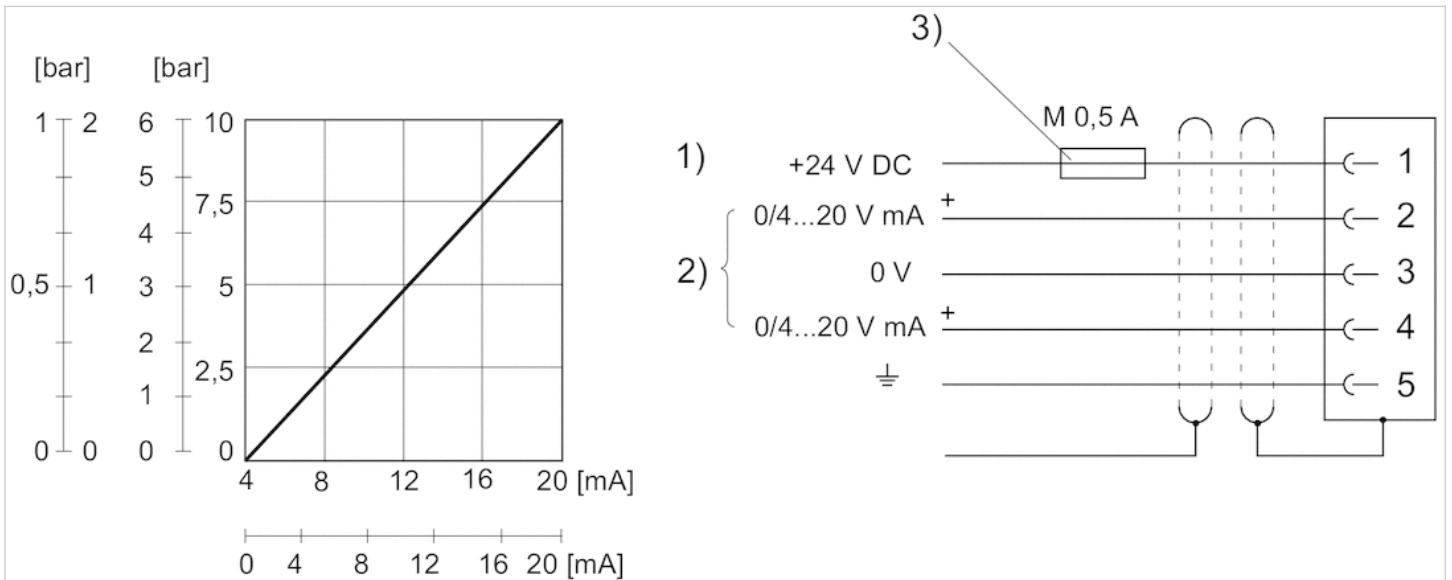 [bar] [bar]
1 2 6 10
5
7,5
4
0,5 1 3 5
2
2,5
1
0 0 0 0
4 8 12 16 20 [mA]
0 4 8 12 16 20 [mA]
3)
M 0,5 A
1) +24 V DC 1
0/4...20 V mA + 2
2) 0 V 3
0/4...20 V mA + 4
5